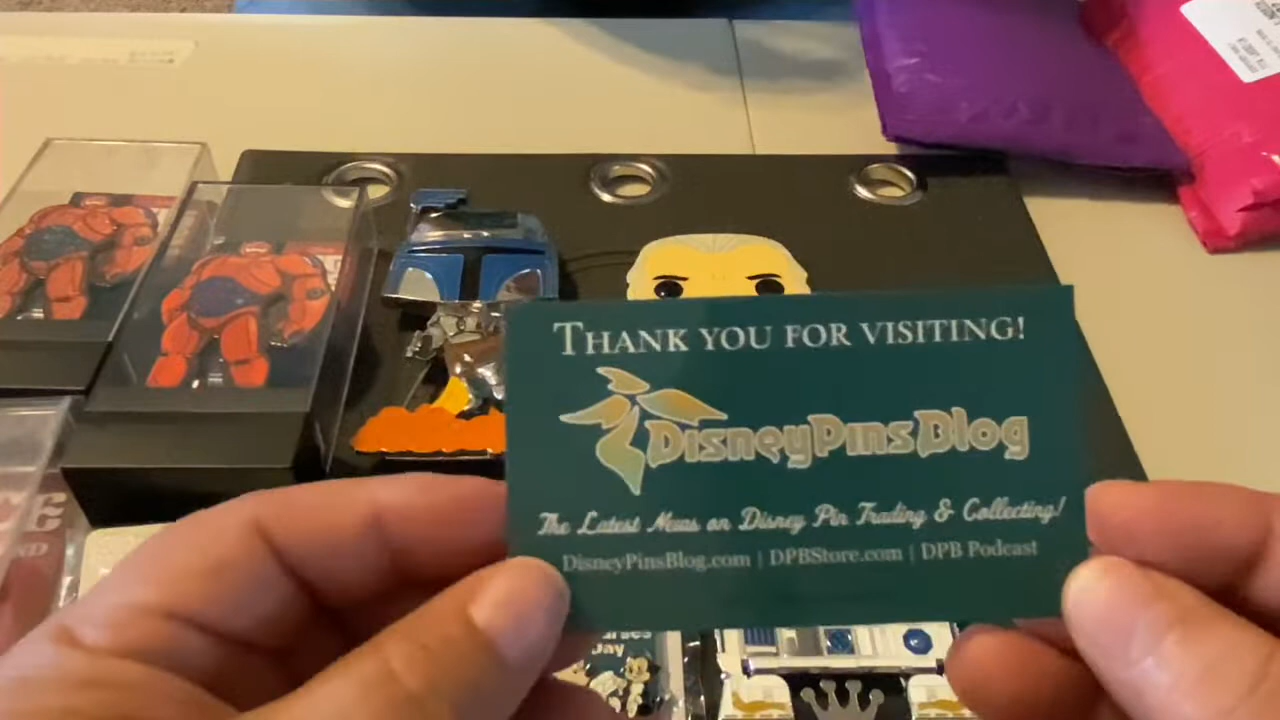 THANK YOU FOR VISITING!
DisneyPinsBlog
The Latest News on Disney Pin Trading & Collecting!
DisneyPinsBlog.com | DPBStore.com | DPB Podcast
Day